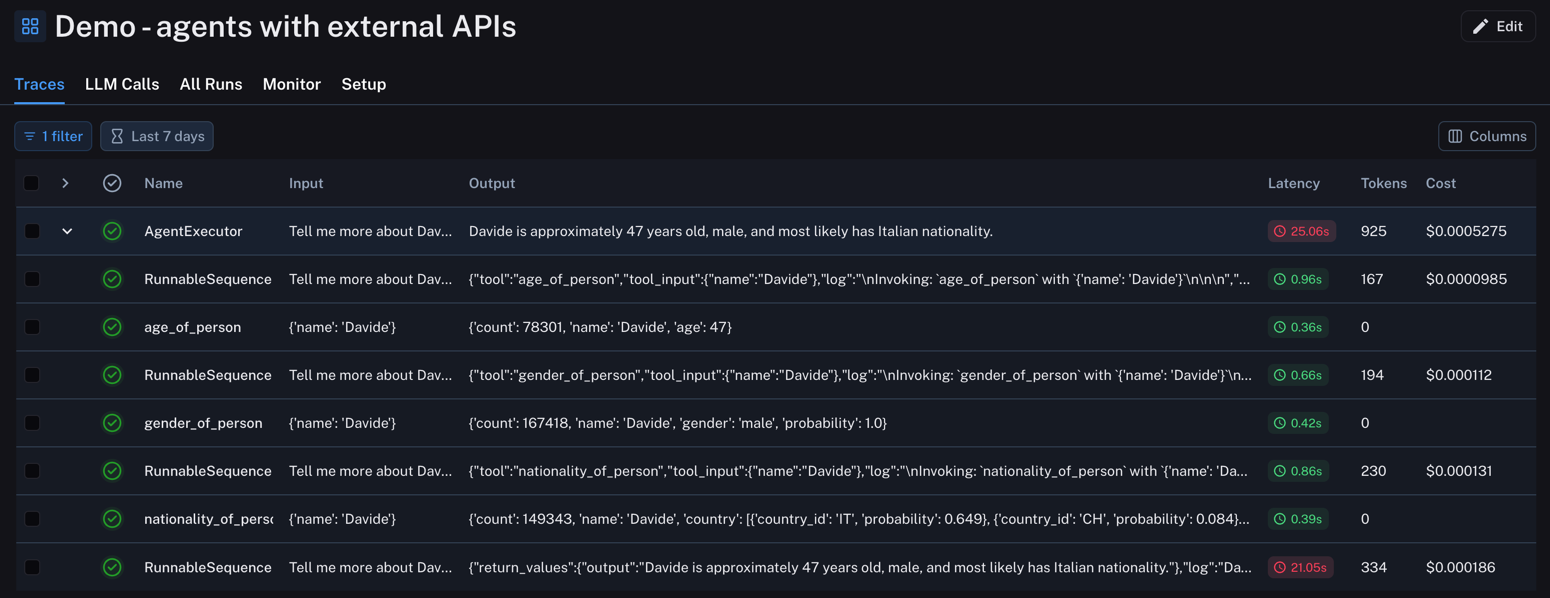 Demo - agents with external APIs
Edit
Traces LLM Calls All Runs Monitor Setup
1 filter Last 7 days Columns
Name Input Output Latency Tokens Cost
AgentExecutor Tell me more about Dav... Davide is approximately 47 years old, male, and most likely has Italian nationality. 25.06s 925 $0.0005275
RunnableSequence Tell me more about Dav... {"tool":"age_of_person","tool_input":{"name":"Davide"},"log":"\nInvoking: `age_of_person` with `{'name': 'Davide'}`\n\n\n","... 0.96s 167 $0.0000985
age_of_person {'name': 'Davide'} {'count': 78301, 'name': 'Davide', 'age': 47} 0.36s 0
RunnableSequence Tell me more about Dav... {"tool":"gender_of_person","tool_input":{"name":"Davide"},"log":"\nInvoking: `gender_of_person` with `{'name': 'Davide'}`\n... 0.66s 194 $0.000112
gender_of_person {'name': 'Davide'} {'count': 167418, 'name': 'Davide', 'gender': 'male', 'probability': 1.0} 0.42s 0
RunnableSequence Tell me more about Dav... {"tool":"nationality_of_person","tool_input":{"name":"Davide"},"log":"\nInvoking: `nationality_of_person` with `{'name': 'Da... 0.86s 230 $0.000131
nationality_of_perso {'name': 'Davide'} {'count': 149343, 'name': 'Davide', 'country': [{'country_id': 'IT', 'probability': 0.649}, {'country_id': 'CH', 'probability': 0.084}... 0.39s 0
RunnableSequence Tell me more about Dav... {"return_values":{"output":"Davide is approximately 47 years old, male, and most likely has Italian nationality."},"log":"Da... 21.05s 334 $0.000186